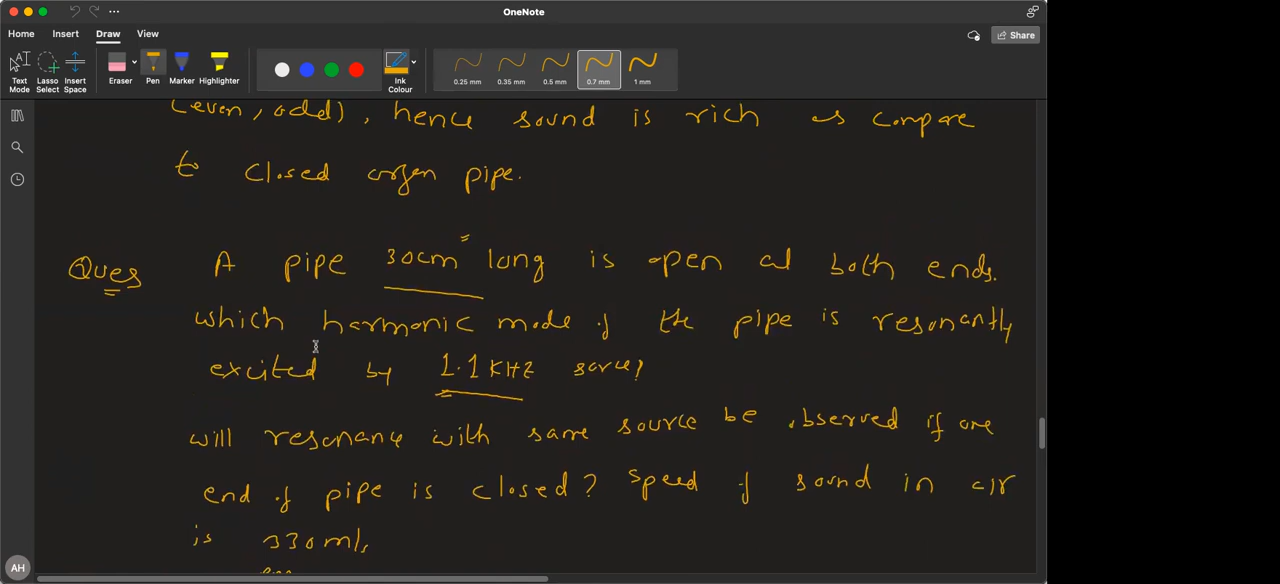 OneNote
Home Insert Draw View
Share
Text Mode
Lasso Select
Insert Space
Eraser
Pen
Marker
Highlighter
Ink Colour
0.25 mm
0.35 mm
0.5 mm
0.7 mm
1 mm
(even, odd), hence sound is rich as compare
to closed orgen pipe.
Ques A pipe 30cm long is open at both ends.
which harmonic mode of the pipe is resonantly
excited by 1.1 KHZ sorce?
will resonance with same source be observed if one
end of pipe is closed? Speed of sound in air
is 330m/s
AH